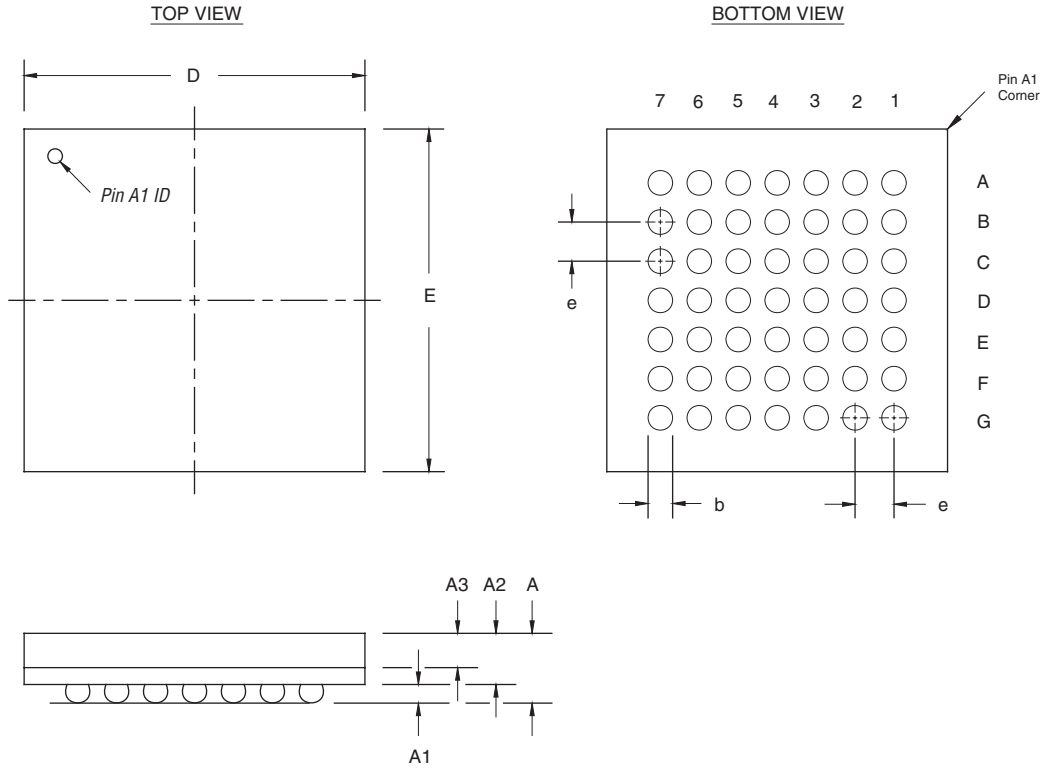 TOP VIEW
BOTTOM VIEW
D
Pin A1
Corner
7 6 5 4 3 2 1
Pin A1 ID
A
B
C
D
E
F
G
E
e
b
e
A3 A2 A
A1